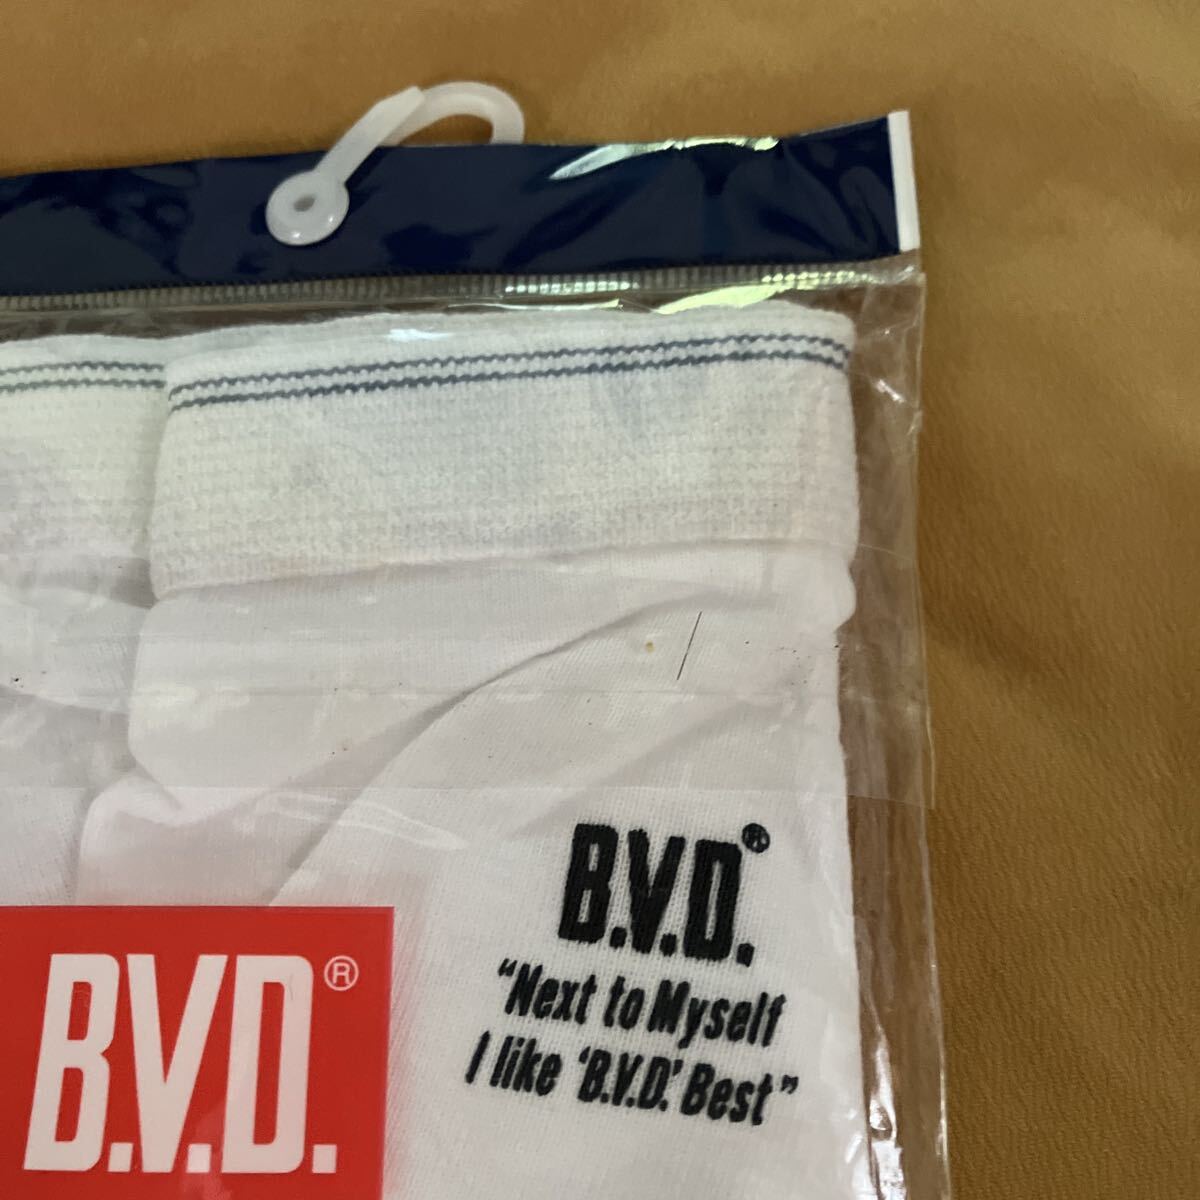 B.V.D.®
"Next to Myself
I like 'B.V.D.' Best"
B.V.D.®